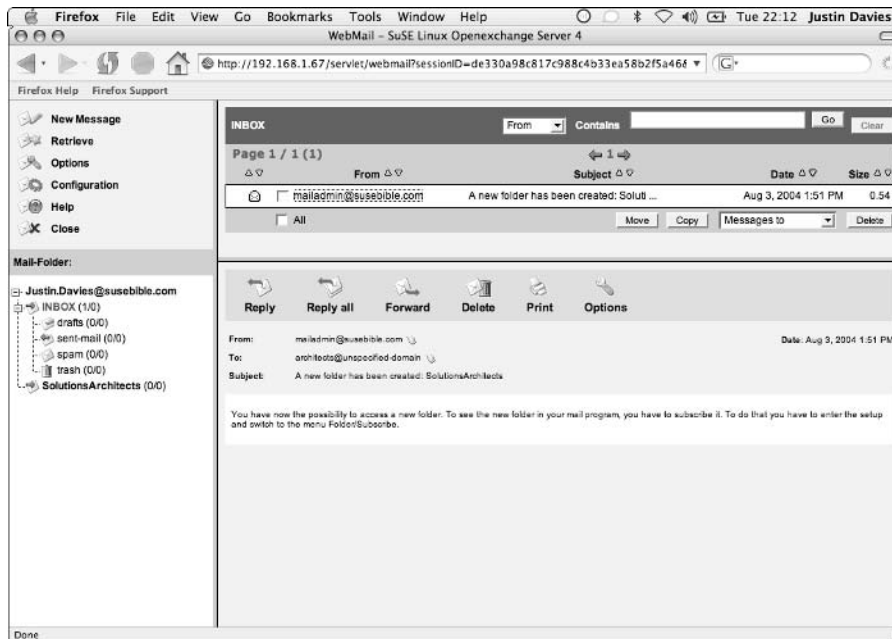 Firefox File Edit View Go Bookmarks Tools Window Help Tue 22:12 Justin Davies
WebMail – SuSE Linux Openexchange Server 4
http://192.168.1.67/servlet/webmail?sessionID=de330a98c817c988c4b33ea58b2f5a468
Firefox Help Firefox Support
New Message
Retrieve
Options
Configuration
Help
Close
Mail-Folder:
Justin.Davies@susebible.com
INBOX (1/0)
drafts (0/0)
sent-mail (0/0)
spam (0/0)
trash (0/0)
SolutionsArchitects (0/0)
INBOX From Contains Go Clear
Page 1 / 1 (1) 1
From Subject Date Size
mailadmin@susebible.com A new folder has been created: Soluti ... Aug 3, 2004 1:51 PM 0.54
All Move Copy Messages to Delete
Reply Reply all Forward Delete Print Options
From: mailadmin@susebible.com Date: Aug 3, 2004 1:51 PM
To: architects@unspecified-domain
Subject: A new folder has been created: SolutionsArchitects
You have now the possibility to access a new folder. To see the new folder in your mail program, you have to subscribe it. To do that you have to enter the setup
and switch to the menu Folder/Subscribe.
Done